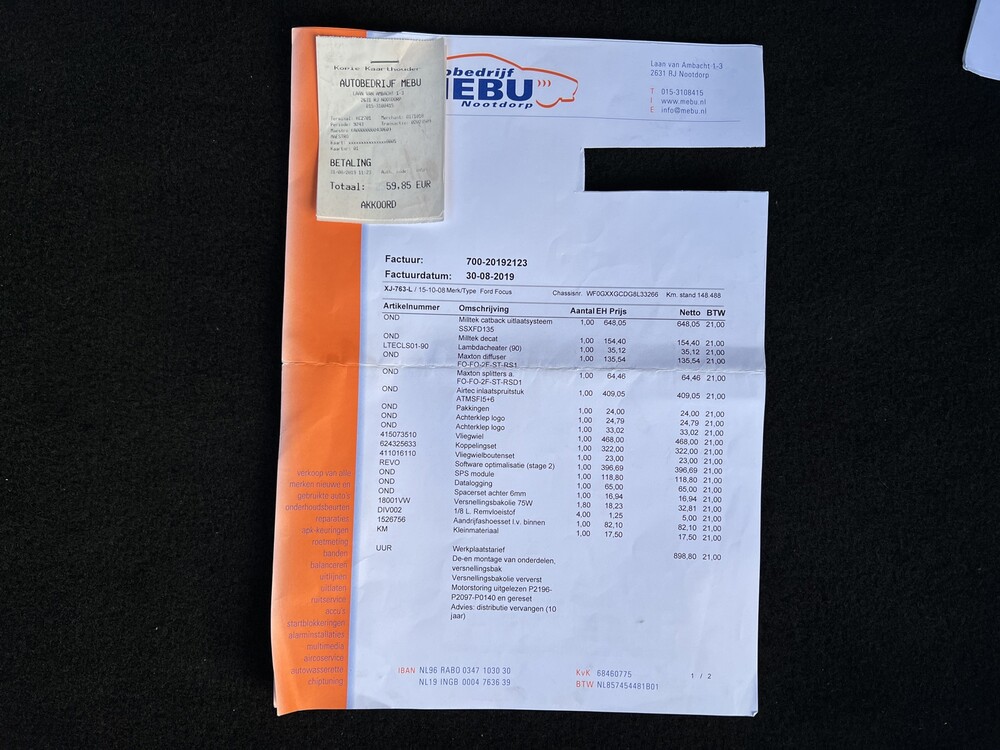 Kopie Kaarthouder
AUTOBEDRIJF MEBU
LAAN VAN AMBACHT 1-3
2631 RJ NOOTDORP
015-3108415
BETALING
Totaal: 59.85 EUR
AKKOORD
obedrijf
MEBU
Nootdorp
Laan van Ambacht 1-3
2631 RJ Nootdorp
T 015-3108415
I www.mebu.nl
E info@mebu.nl
Factuur: 700-20192123
Factuurdatum: 30-08-2019
XJ-763-L / 15-10-08 Merk/Type Ford Focus Chassisnr. WF0GXXGCDG8L33266 Km. stand 148.488
Artikelnummer Omschrijving Aantal EH Prijs Netto BTW
OND Milltek catback uitlaatsysteem 1,00 648,05 648,05 21,00
SSXFD135
OND Milltek decat 1,00 154,40 154,40 21,00
LTECLS01-90 Lambdacheater (90) 1,00 35,12 35,12 21,00
OND Maxton diffuser 1,00 135,54 135,54 21,00
FO-FO-2F-ST-RS1
OND Maxton splitters a. 1,00 64,46 64,46 21,00
FO-FO-2F-ST-RSD1
OND Airtec inlaatspruitstuk 1,00 409,05 409,05 21,00
ATMSFI5+6
OND Pakkingen 1,00 24,00 24,00 21,00
OND Achterklep logo 1,00 24,79 24,79 21,00
OND Achterklep logo 1,00 33,02 33,02 21,00
415073510 Vliegwiel 1,00 468,00 468,00 21,00
624325633 Koppelingset 1,00 322,00 322,00 21,00
411016110 Vliegwielboutenset 1,00 23,00 23,00 21,00
REVO Software optimalisatie (stage 2) 1,00 396,69 396,69 21,00
OND SPS module 1,00 118,80 118,80 21,00
OND Datalogging 1,00 65,00 65,00 21,00
OND Spacerset achter 6mm 1,00 16,94 16,94 21,00
18001VW Versnellingsbakolie 75W 1,80 18,23 32,81 21,00
DIV002 1/8 L. Remvloeistof 4,00 1,25 5,00 21,00
1526756 Aandrijfashoesset l.v. binnen 1,00 82,10 82,10 21,00
KM Kleinmateriaal 1,00 17,50 17,50 21,00
UUR Werkplaatstarief 898,80 21,00
De-en montage van onderdelen,
versnellingsbak
Versnellingsbakolie ververst
Motorstoring uitgelezen P2196-
P2097-P0140 en gereset
Advies: distributie vervangen (10
jaar)
verkoop van alle
merken nieuwe en
gebruikte auto's
onderhoudsbeurten
reparaties
apk-keuringen
roetmeting
banden
balanceren
uitlijnen
uitlaten
ruitservice
accu's
startblokkeringen
alarminstallaties
multimedia
aircoservice
autowasserette
chiptuning
IBAN NL96 RABO 0347 1030 30
NL19 INGB 0004 7636 39
KvK 68460775
BTW NL857454481B01
1 / 2